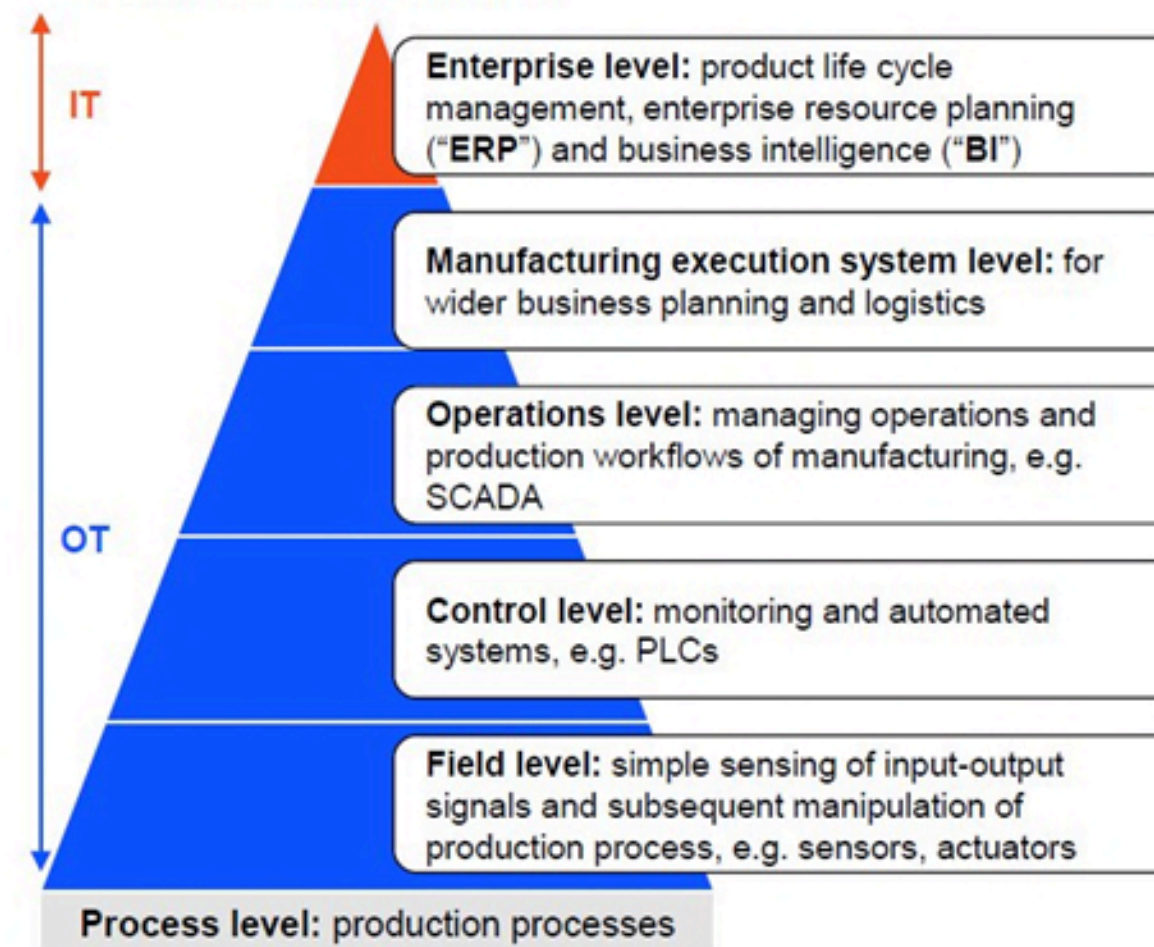 IT
Enterprise level: product life cycle
management, enterprise resource planning
(“ERP”) and business intelligence (“BI”)
Manufacturing execution system level: for
wider business planning and logistics
Operations level: managing operations and
production workflows of manufacturing, e.g.
SCADA
OT
Control level: monitoring and automated
systems, e.g. PLCs
Field level: simple sensing of input-output
signals and subsequent manipulation of
production process, e.g. sensors, actuators
Process level: production processes